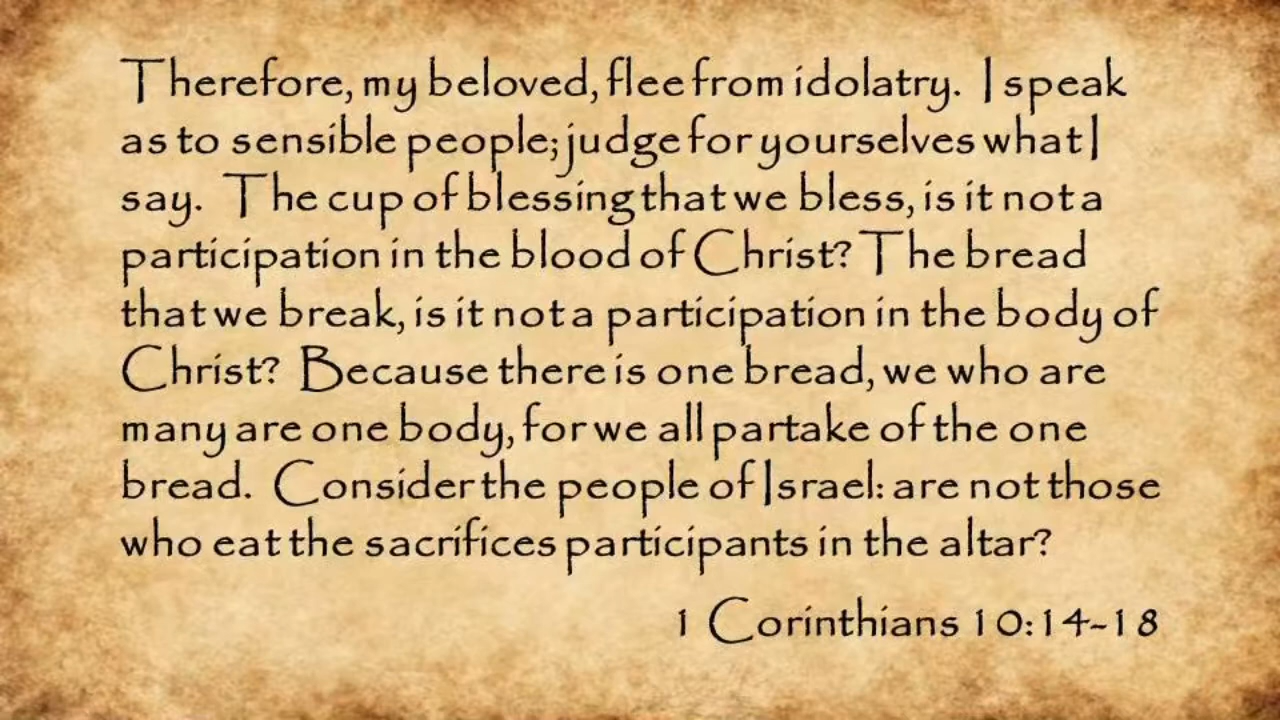 Therefore, my beloved, flee from idolatry. I speak
as to sensible people; judge for yourselves what I
say. The cup of blessing that we bless, is it not a
participation in the blood of Christ? The bread
that we break, is it not a participation in the body of
Christ? Because there is one bread, we who are
many are one body, for we all partake of the one
bread. Consider the people of Israel: are not those
who eat the sacrifices participants in the altar?
1 Corinthians 10:14-18